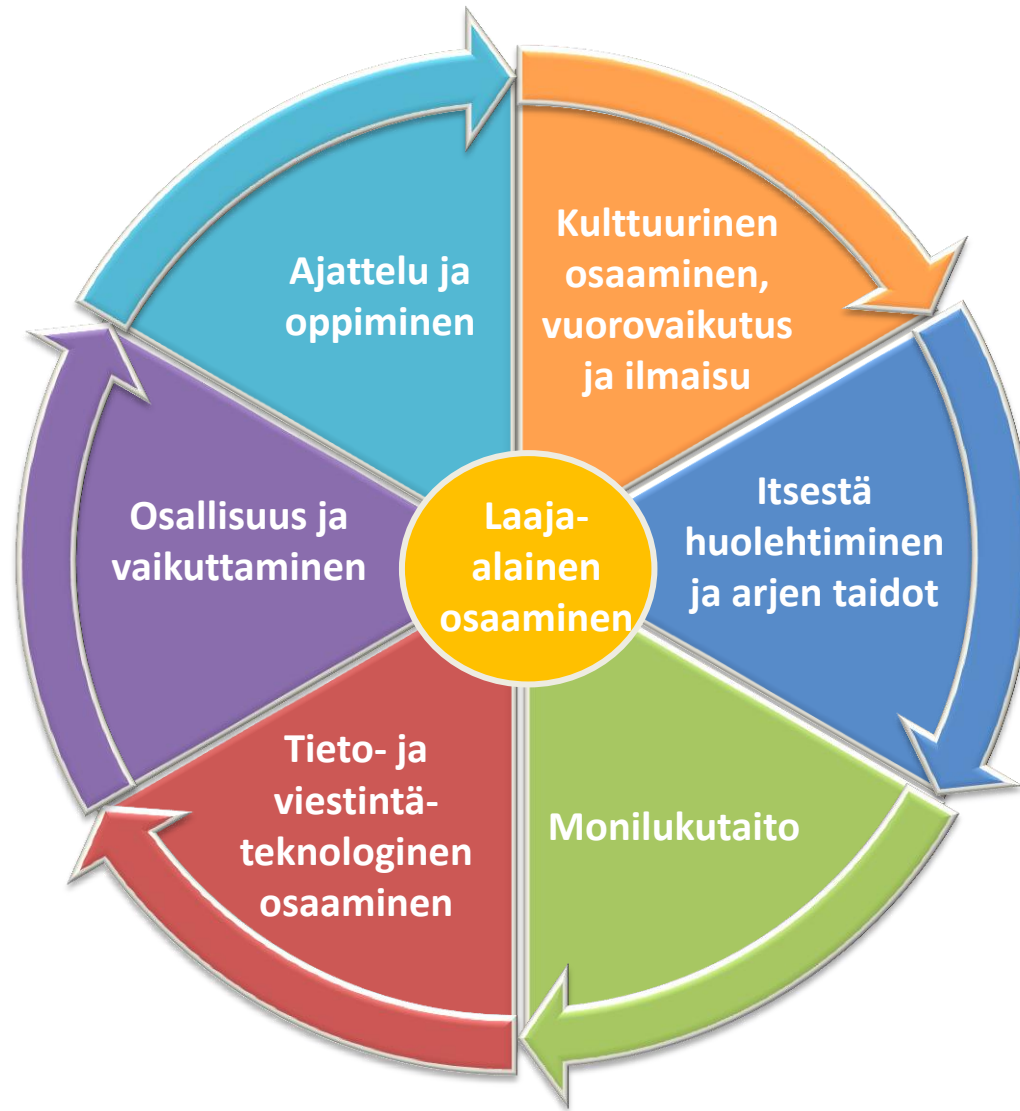 Ajattelu ja
oppiminen
Kulttuurinen
osaaminen,
vuorovaikutus
ja ilmaisu
Itsestä
huolehtiminen
ja arjen taidot
Monilukutaito
Tieto- ja
viestintä-
teknologinen
osaaminen
Osallisuus ja
vaikuttaminen
Laaja-
alainen
osaaminen